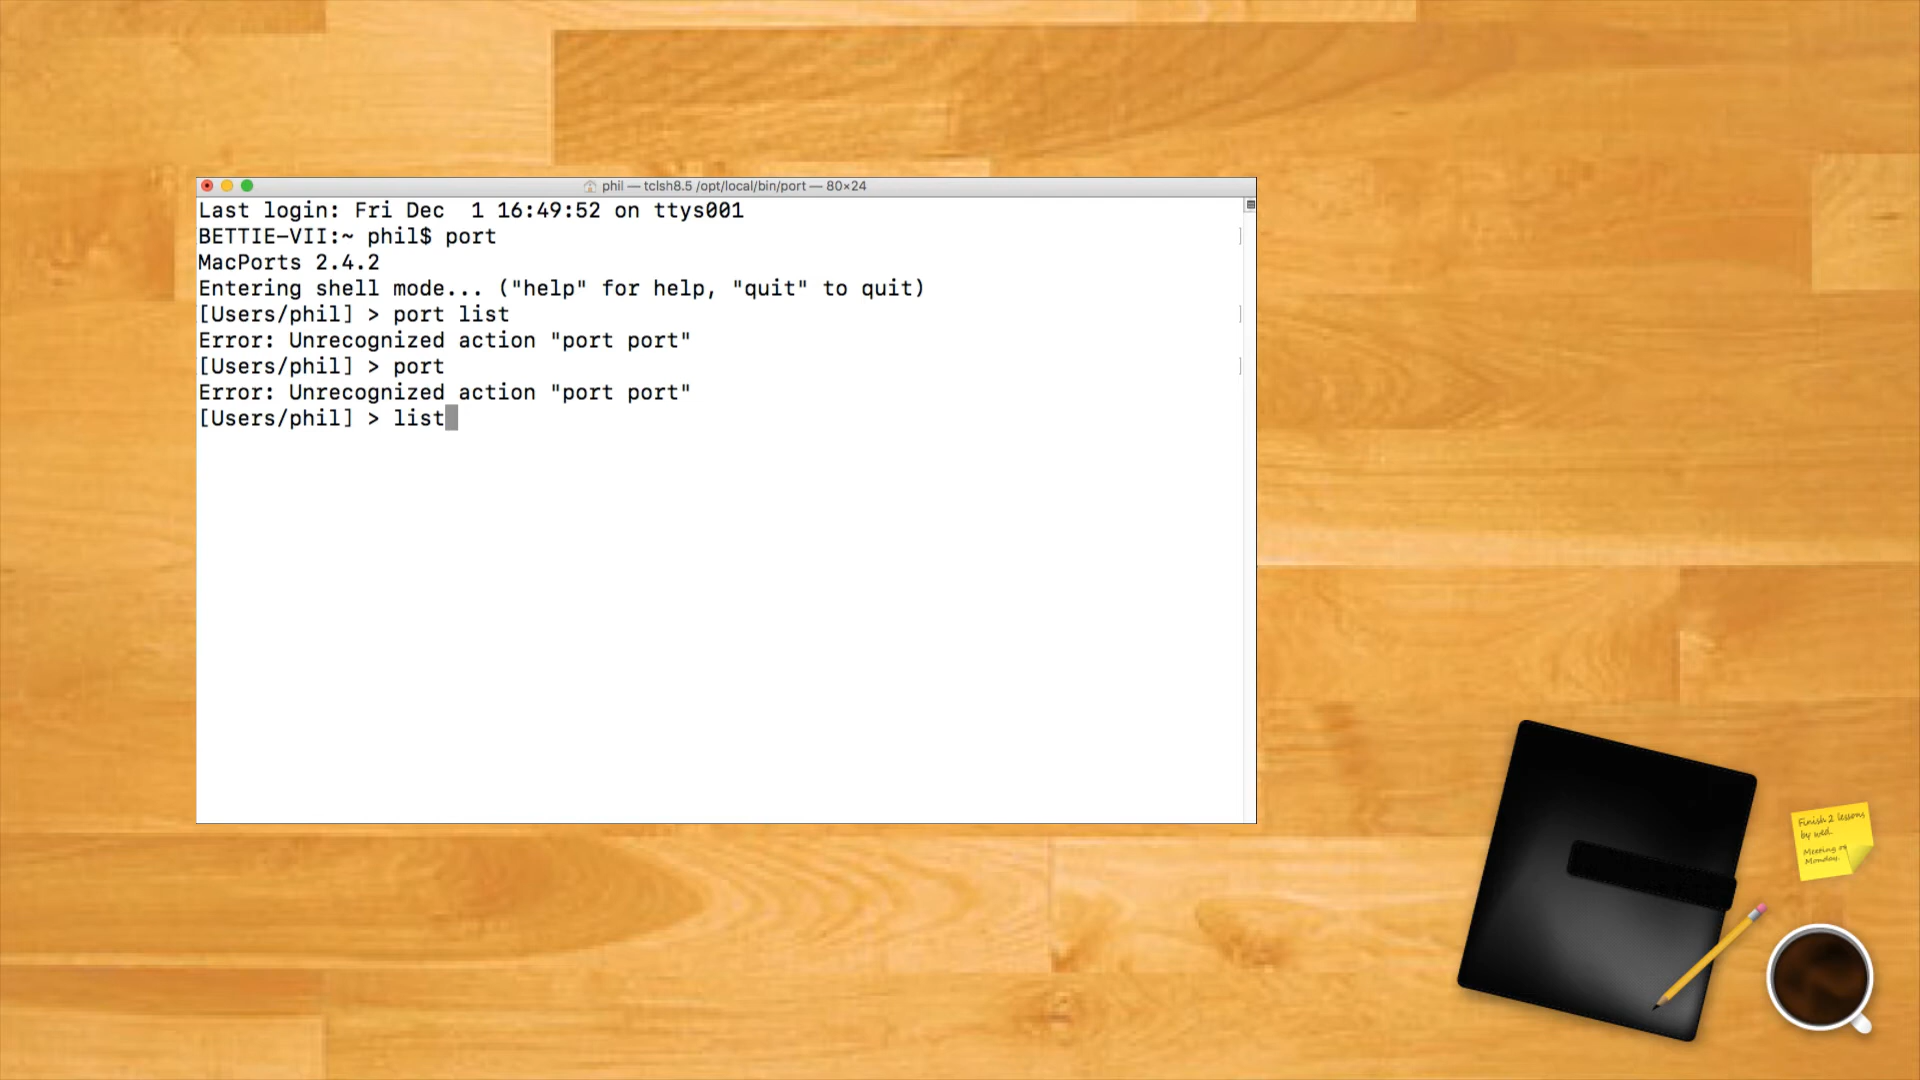 phil — tclsh8.5 /opt/local/bin/port — 80×24
Last login: Fri Dec  1 16:49:52 on ttys001
BETTIE-VII:~ phil$ port
MacPorts 2.4.2
Entering shell mode... ("help" for help, "quit" to quit)
[Users/phil] > port list
Error: Unrecognized action "port port"
[Users/phil] > port
Error: Unrecognized action "port port"
[Users/phil] > list
Finish 2 lessons
by wed.
Meeting on
Monday.